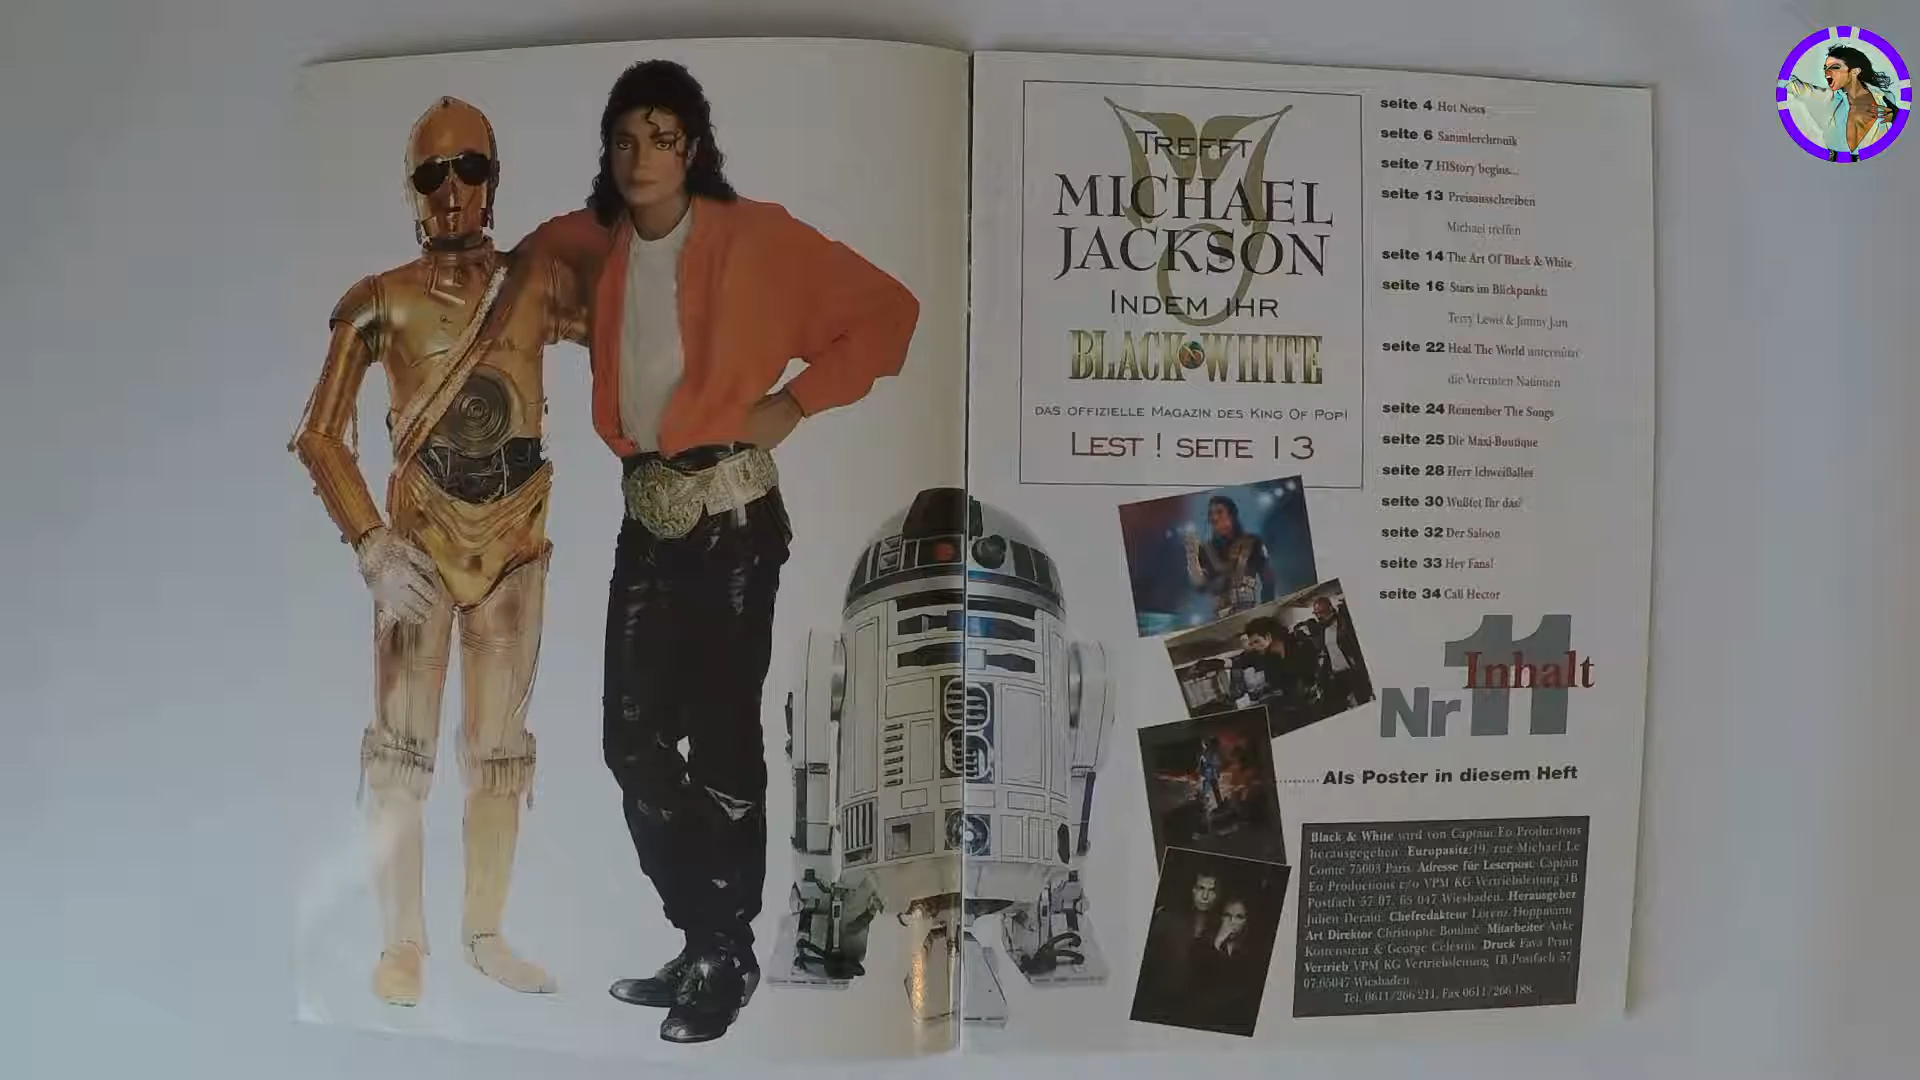 TREFFT
MICHAEL
JACKSON
INDEM IHR
BLACK & WHITE
DAS OFFIZIELLE MAGAZIN DES KING OF POP!
LEST ! SEITE 13
seite 4 Hot News
seite 6 Sammlerchronik
seite 7 HIStory begins...
seite 13 Preisausschreiben
Michael treffen
seite 14 The Art Of Black & White
seite 16 Stars im Blickpunkt:
Terry Lewis & Jimmy Jam
seite 22 Heal The World unterstützt
die Vereinten Nationen
seite 24 Remember The Songs
seite 25 Die Maxi-Boutique
seite 28 Herr Ichweißalles
seite 30 Wußtet Ihr das?
seite 32 Der Saloon
seite 33 Hey Fans!
seite 34 Call Hector
Nr 11
Inhalt
Als Poster in diesem Heft
Black & White wird von Captain Eo Productions
herausgegeben. Europasitz: 19, rue Michael Le
Comte 75003 Paris. Adresse für Leserpost: Captain
Eo Productions c/o VPM KG Vertriebsleitung 1B
Postfach 57 07, 65 047 Wiesbaden. Herausgeber
Julien Derain. Chefredakteur Lorenz Hoppmann
Art Direktor Christophe Boulmé. Mitarbeiter Anke
Kottenstein & George Célestin. Druck Fava Print
Vertrieb VPM KG Vertriebsleitung 1B Postfach 57
07,65047 Wiesbaden
Tel. 0611/266 211, Fax 0611/266 188.